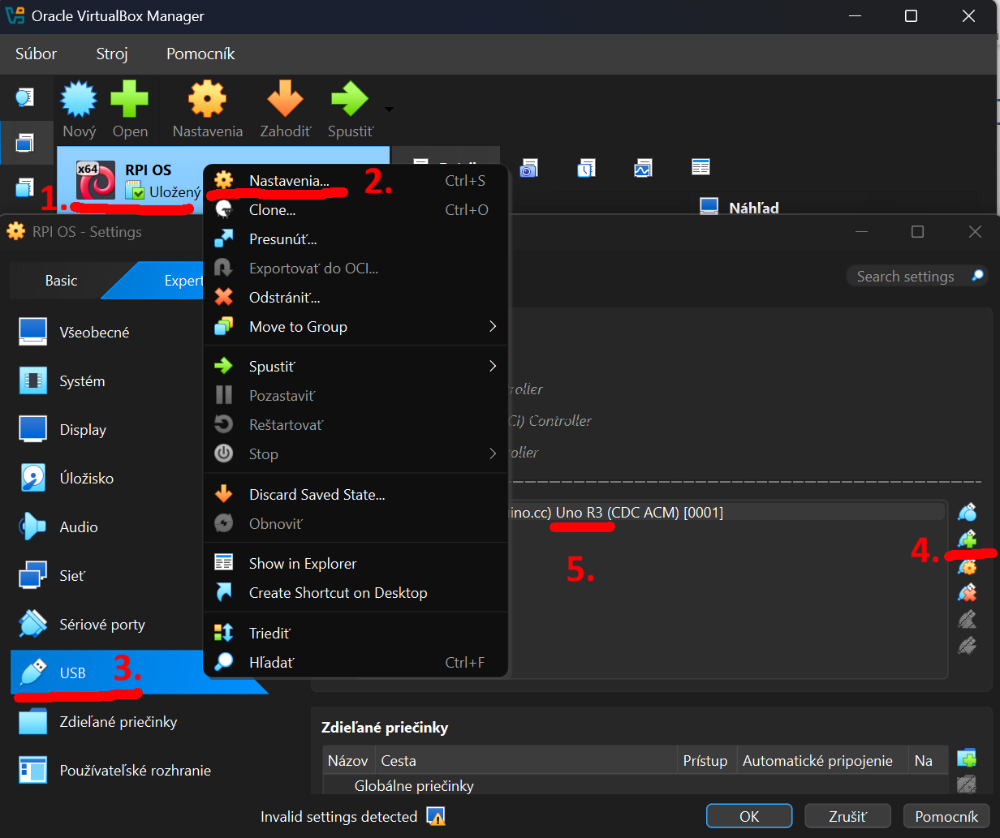 Oracle VirtualBox Manager
Súbor Stroj Pomocník
Nový Open Nastavenia Zahodiť Spustiť
x64 RPI OS
Uložený
1.
Nastavenia... Ctrl+S
2.
Clone... Ctrl+O
Presunúť...
Exportovať do OCI...
Odstrániť...
Move to Group
Spustiť
Pozastaviť
Reštartovať
Stop
Discard Saved State...
Obnoviť
Show in Explorer
Create Shortcut on Desktop
Triediť
Hľadať Ctrl+F
Náhľad
RPI OS - Settings
Basic Expert
Search settings
Všeobecné
Systém
Display
Úložisko
Audio
Sieť
Sériové porty
USB
3.
Zdieľané priečinky
Používateľské rozhranie
roller
Ci) Controller
oller
ino.cc) Uno R3 (CDC ACM) [0001]
4.
5.
Zdieľané priečinky
Názov Cesta Prístup Automatické pripojenie Na
Globálne priečinky
Invalid settings detected
OK Zrušiť Pomocník